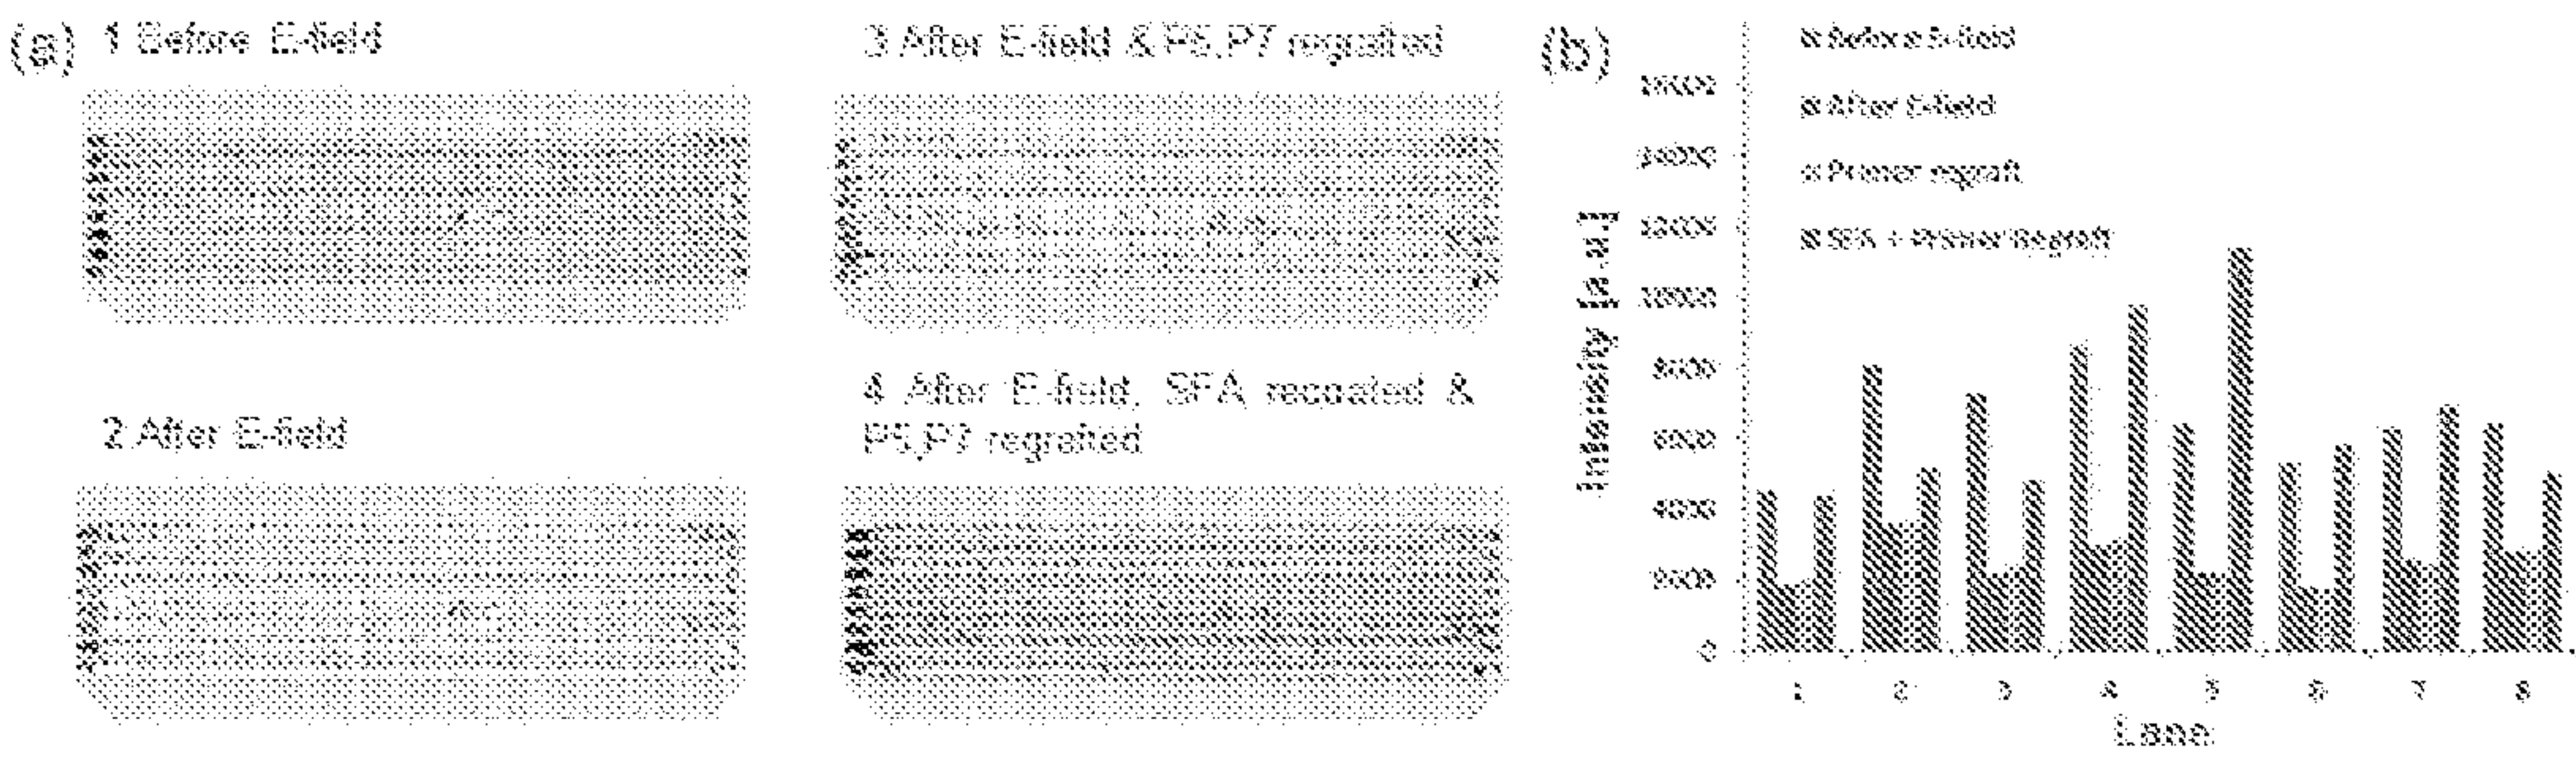 (a) 1 Before E-field
3 After E-field & P5,P7 regrafted
2 After E-field
4 After E-field, SFA recoated &
P5,P7 regrafted
(b)
Before E-field
After E-field
Primer regraft
SFA + Primer Regraft
Intensity [a.u.]
16000
14000
12000
10000
8000
6000
4000
2000
0
1 2 3 4 5 6 7 8
Lane